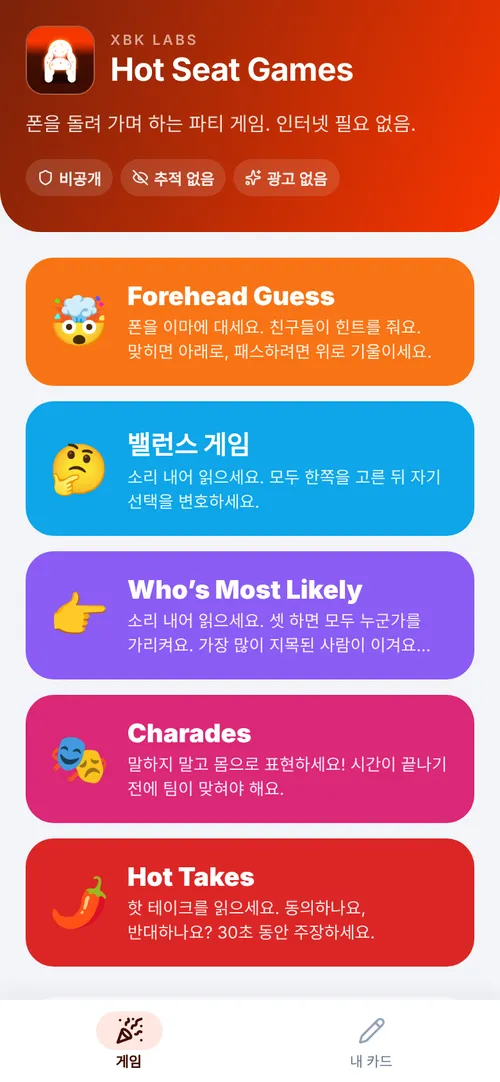 XBK LABS
Hot Seat Games
폰을 돌려 가며 하는 파티 게임. 인터넷 필요 없음.
비공개
추적 없음
광고 없음
Forehead Guess
폰을 이마에 대세요. 친구들이 힌트를 줘요.
맞히면 아래로, 패스하려면 위로 기울이세요.
밸런스 게임
소리 내어 읽으세요. 모두 한쪽을 고른 뒤 자기
선택을 변호하세요.
Who’s Most Likely
소리 내어 읽으세요. 셋 하면 모두 누군가를
가리켜요. 가장 많이 지목된 사람이 이겨요…
Charades
말하지 말고 몸으로 표현하세요! 시간이 끝나기
전에 팀이 맞혀야 해요.
Hot Takes
핫 테이크를 읽으세요. 동의하나요,
반대하나요? 30초 동안 주장하세요.
게임
내 카드